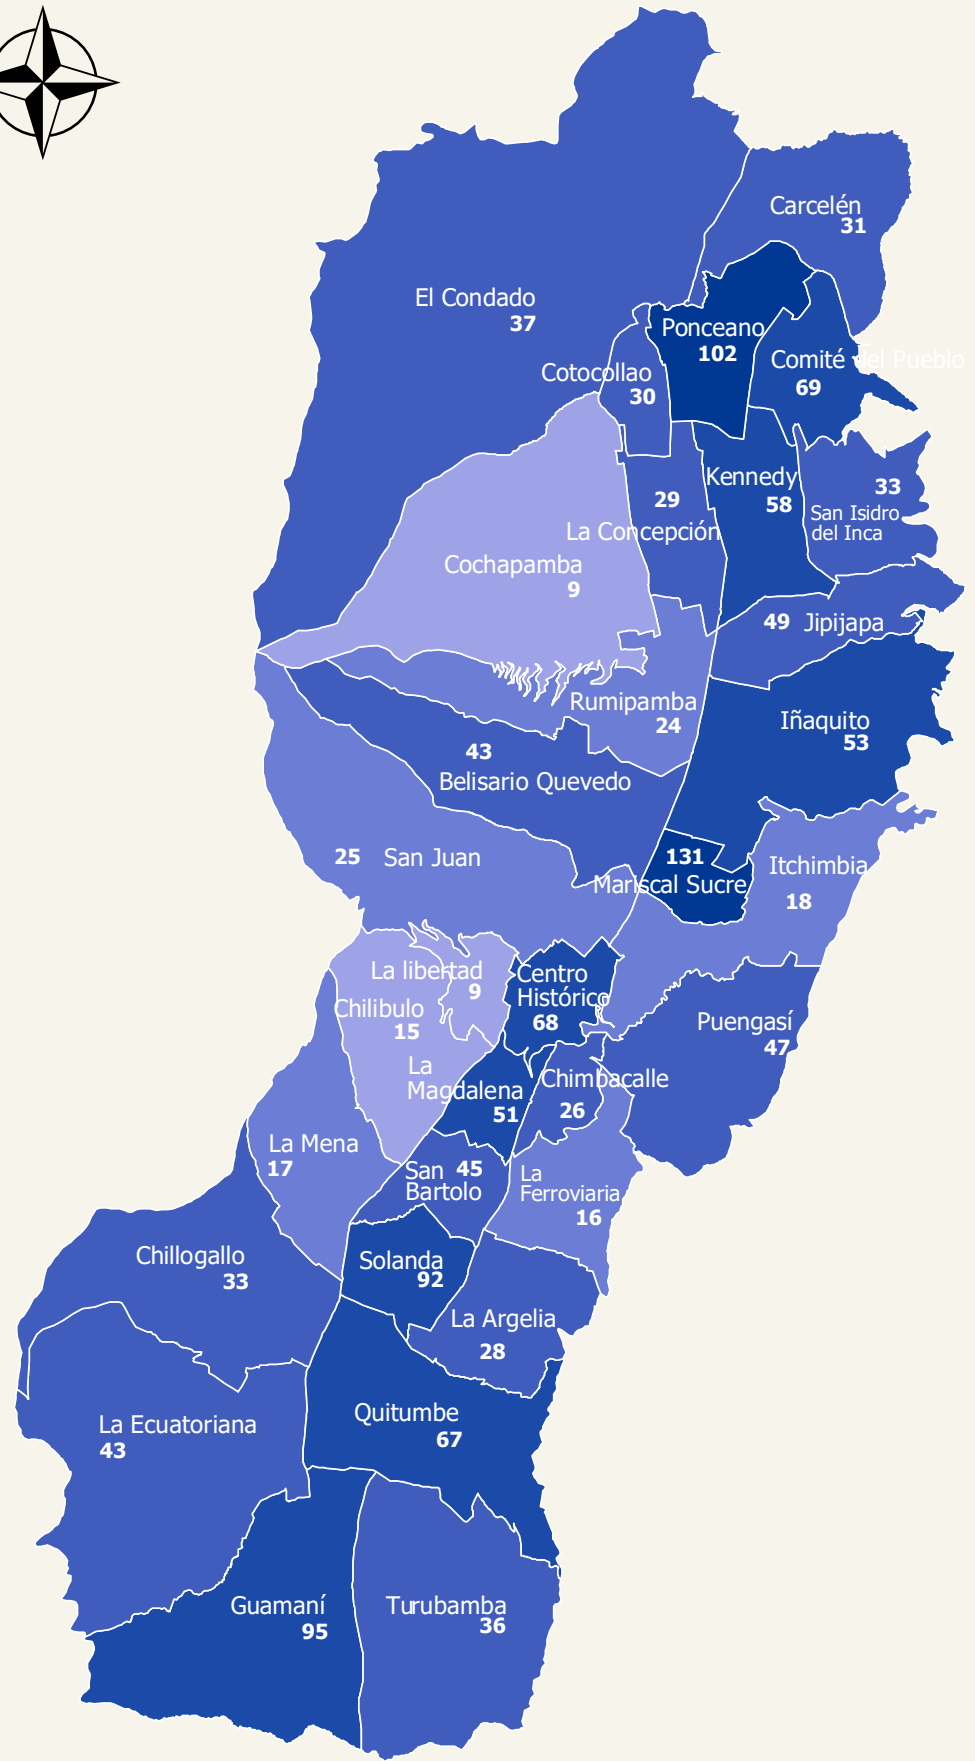 Carcelén
31
El Condado
37
Ponceano
102
Comité del Pueblo
69
Cotocollao
30
Kennedy
58
33
San Isidro
del Inca
29
La Concepción
Cochapamba
9
49 Jipijapa
Rumipamba
24
Iñaquito
53
43
Belisario Quevedo
25 San Juan
131
Mariscal Sucre
Itchimbia
18
La libertad
9
Centro
Histórico
68
Chilibulo
15
Puengasí
47
La
Magdalena
51
Chimbacalle
26
La Mena
17
San 45
Bartolo
La
Ferroviaria
16
Chillogallo
33
Solanda
92
La Argelia
28
Quitumbe
67
La Ecuatoriana
43
Guamaní
95
Turubamba
36